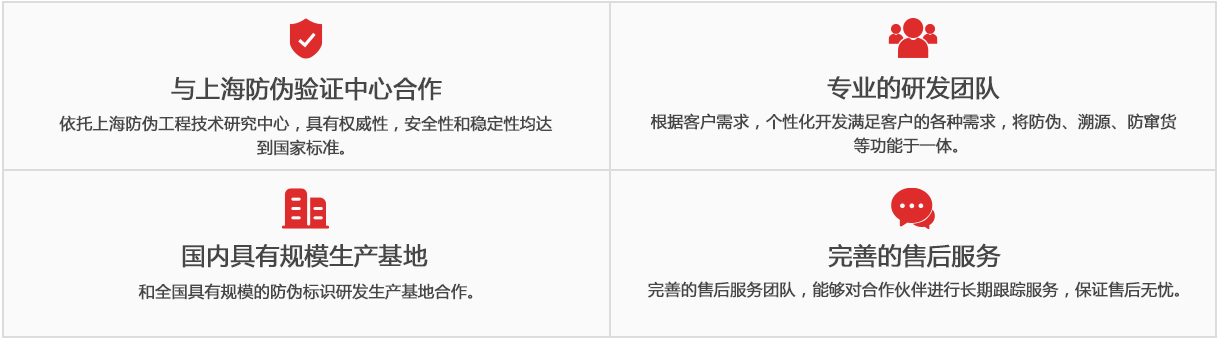 与上海防伪验证中心合作
依托上海防伪工程技术研究中心，具有权威性，安全性和稳定性均达
到国家标准。
专业的研发团队
根据客户需求，个性化开发满足客户的各种需求，将防伪、溯源、防窜货
等功能于一体。
国内具有规模生产基地
和全国具有规模的防伪标识研发生产基地合作。
完善的售后服务
完善的售后服务团队，能够对合作伙伴进行长期跟踪服务，保证售后无忧。